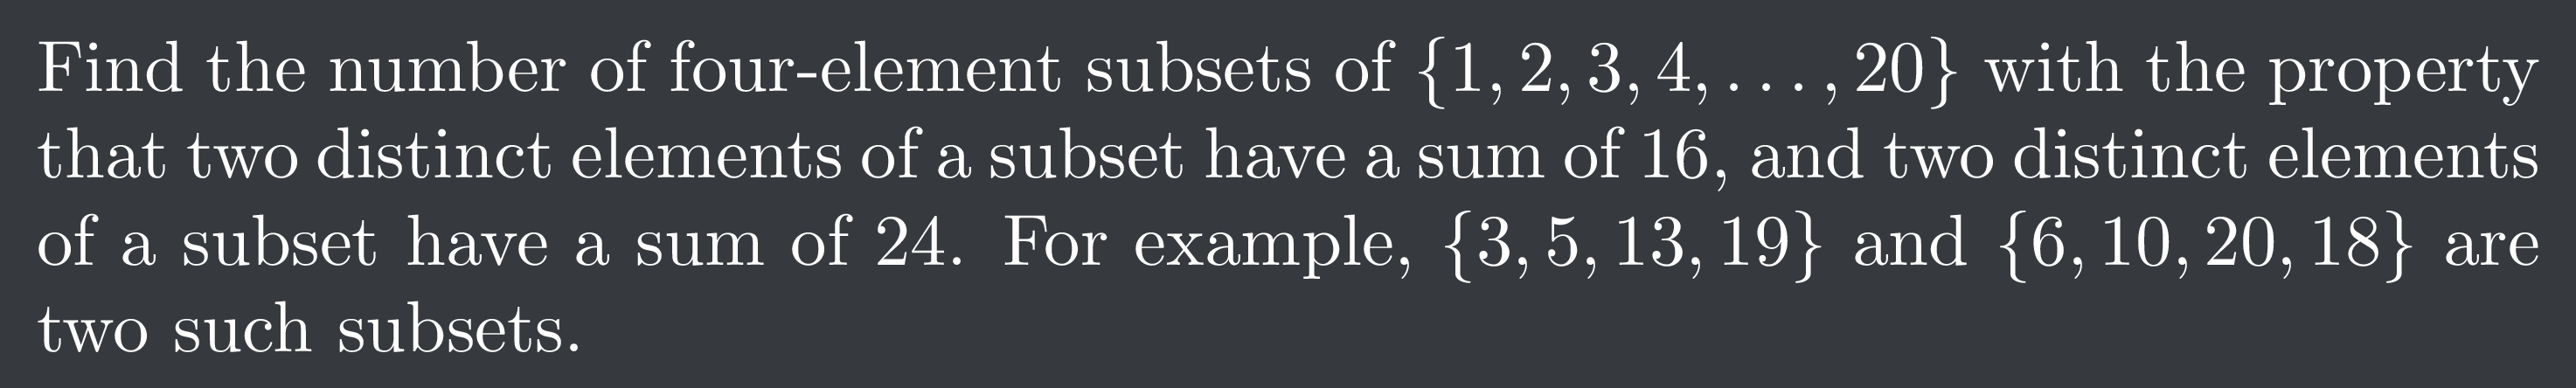 Find the number of four-element subsets of {1, 2, 3, 4, . . . , 20} with the property
that two distinct elements of a subset have a sum of 16, and two distinct elements
of a subset have a sum of 24. For example, {3, 5, 13, 19} and {6, 10, 20, 18} are
two such subsets.